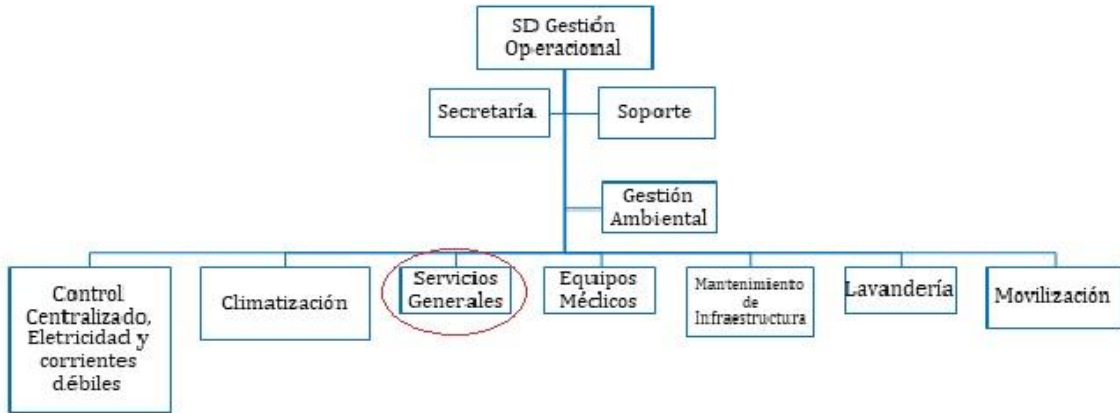 SD Gestión
Operacional
Secretaría
Soporte
Gestión
Ambiental
Control
Centralizado,
Eletricidad y
corrientes
débiles
Climatización
Servicios
Generales
Equipos
Médicos
Mantenimiento
de
Infraestructura
Lavandería
Movilización